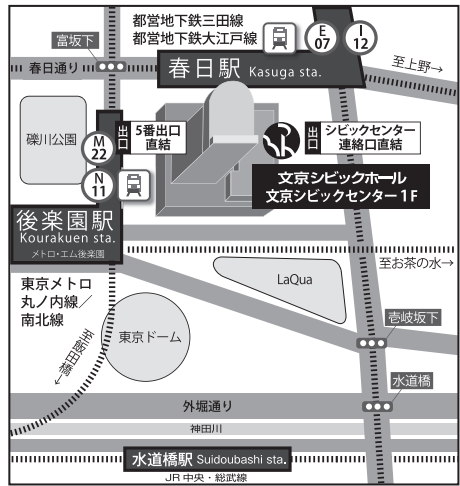 都営地下鉄三田線
都営地下鉄大江戸線
E
07
I
12
富坂下
春日通り
春日駅 Kasuga sta.
至上野→
礫川公園
M
22
出口
5番出口
直結
出口
シビックセンター
連絡口直結
N
11
文京シビックホール
文京シビックセンター1F
後楽園駅
Kourakuen sta.
メトロ・エム後楽園
至お茶の水→
東京メトロ
丸ノ内線／
南北線
LaQua
壱岐坂下
東京ドーム
至飯田橋→
水道橋
外堀通り
神田川
水道橋駅 Suidoubashi sta.
JR中央・総武線